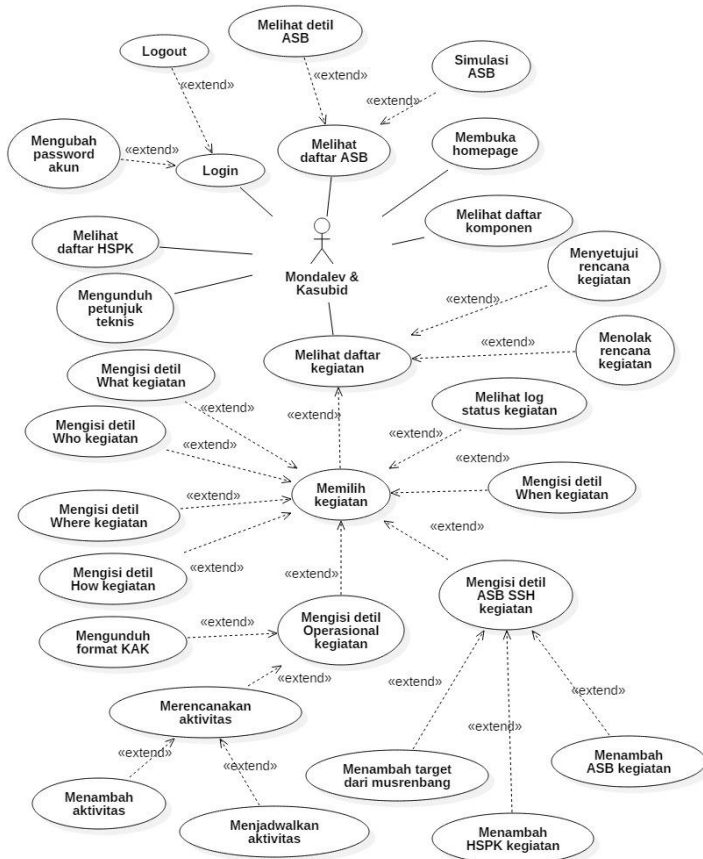 Melihat detil
ASB
Logout
«extend»
«extend»
Simulasi
ASB
«extend»
Mengubah
password
akun
«extend»
Login
Melihat
daftar ASB
Membuka
homepage
Melihat
daftar HSPK
Melihat daftar
komponen
Mondalev &
Kasubid
Mengunduh
petunjuk
teknis
Menyetujui
rencana
kegiatan
«extend»
Melihat daftar
kegiatan
«extend»
Menolak
rencana
kegiatan
Mengisi detil
What kegiatan
«extend»
«extend»
Melihat log
status kegiatan
Mengisi detil
Who kegiatan
«extend»
«extend»
«extend»
Memilih
kegiatan
Mengisi detil
When kegiatan
Mengisi detil
Where kegiatan
«extend»
«extend»
Mengisi detil
How kegiatan
«extend»
«extend»
Mengisi detil
ASB SSH
kegiatan
Mengunduh
format KAK
«extend»
Mengisi detil
Operasional
kegiatan
«extend»
Merencanakan
aktivitas
«extend»
«extend»
«extend»
«extend»
«extend»
Menambah
aktivitas
Menjadwalkan
aktivitas
Menambah target
dari musrenbang
Menambah
HSPK kegiatan
Menambah
ASB kegiatan